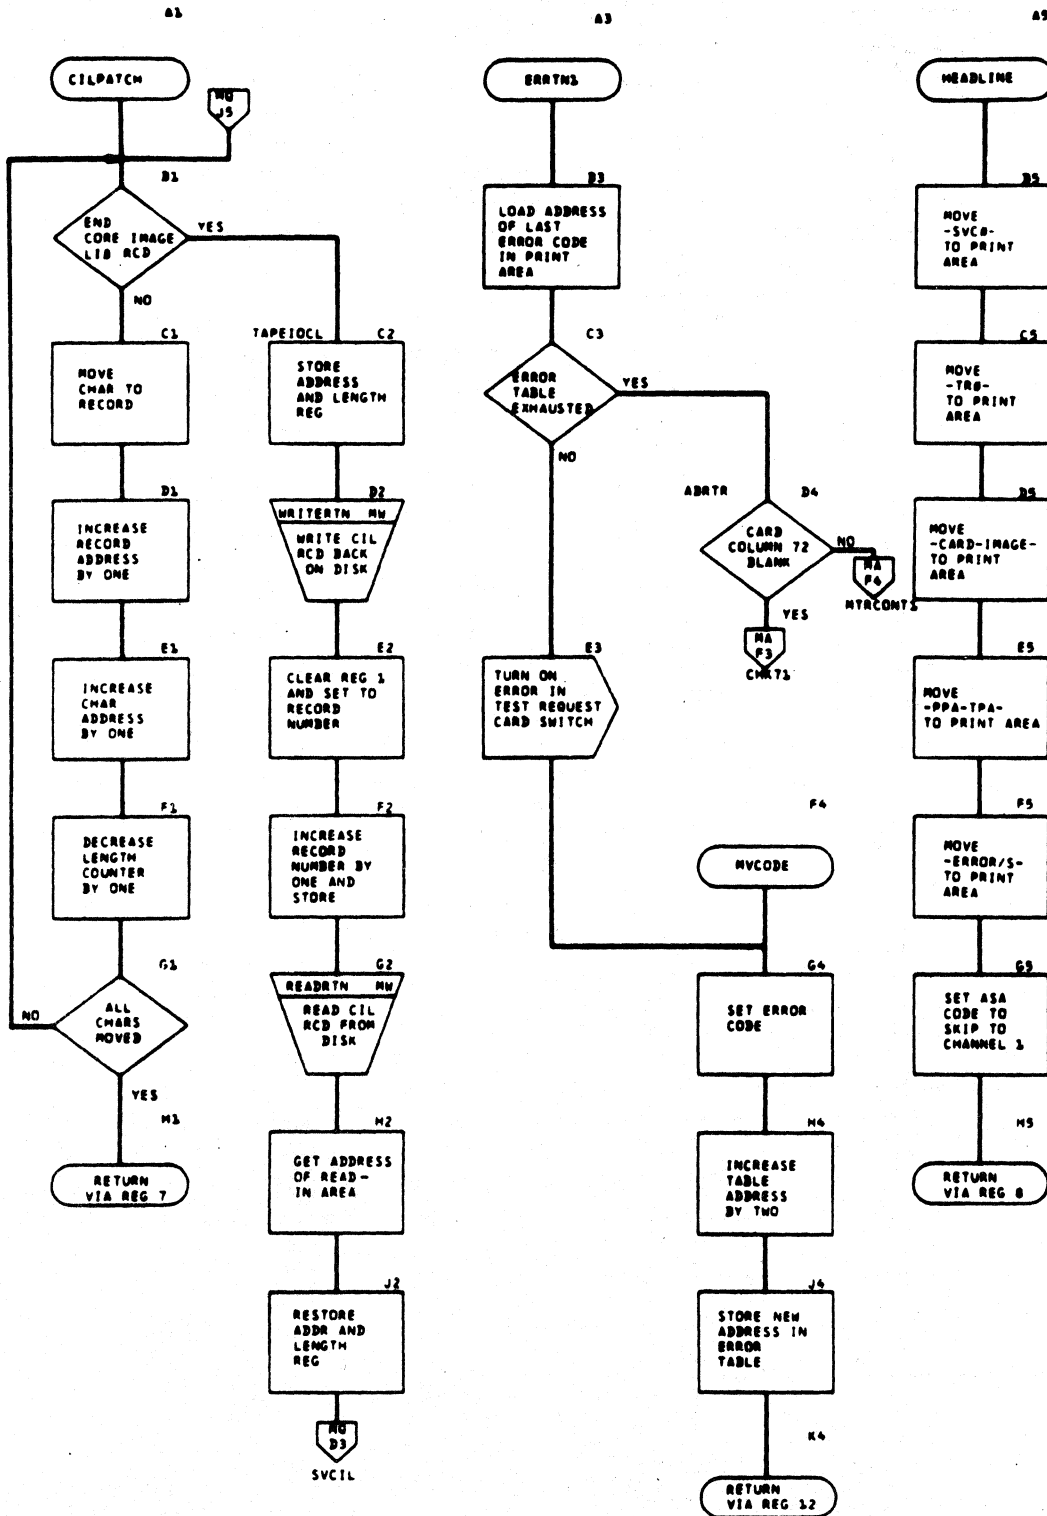 A1
CILPATCH
MQ
J5
B1
END
CORE IMAGE
LIB RCD
YES
NO
C1
MOVE
CHAR TO
RECORD
D1
INCREASE
RECORD
ADDRESS
BY ONE
E1
INCREASE
CHAR
ADDRESS
BY ONE
F1
DECREASE
LENGTH
COUNTER
BY ONE
G1
ALL
CHARS
MOVED
NO
YES
H1
RETURN
VIA REG 7
TAPEIOCL
C2
STORE
ADDRESS
AND LENGTH
REG
D2
WRITERTN MW
WRITE CIL
RCD BACK
ON DISK
E2
CLEAR REG 1
AND SET TO
RECORD
NUMBER
F2
INCREASE
RECORD
NUMBER BY
ONE AND
STORE
G2
READRTN MW
READ CIL
RCD FROM
DISK
H2
GET ADDRESS
OF READ-
IN AREA
J2
RESTORE
ADDR AND
LENGTH
REG
MQ
D3
SVCIL
A3
ERRTN1
B3
LOAD ADDRESS
OF LAST
ERROR CODE
IN PRINT
AREA
C3
ERROR
TABLE
EXHAUSTED
YES
NO
ABRTR
D4
CARD
COLUMN 72
BLANK
NO
MA
F4
MTRCONT1
YES
MA
F3
CHKT1
E3
TURN ON
ERROR IN
TEST REQUEST
CARD SWITCH
F4
MVCODE
G4
SET ERROR
CODE
H4
INCREASE
TABLE
ADDRESS
BY TWO
J4
STORE NEW
ADDRESS IN
ERROR
TABLE
K4
RETURN
VIA REG 12
A5
HEADLINE
B5
MOVE
-SVC#-
TO PRINT
AREA
C5
MOVE
-TR#-
TO PRINT
AREA
D5
MOVE
-CARD-IMAGE-
TO PRINT
AREA
E5
MOVE
-PPA-TPA-
TO PRINT AREA
F5
MOVE
-ERROR/S-
TO PRINT
AREA
G5
SET ASA
CODE TO
SKIP TO
CHANNEL 1
H5
RETURN
VIA REG 8